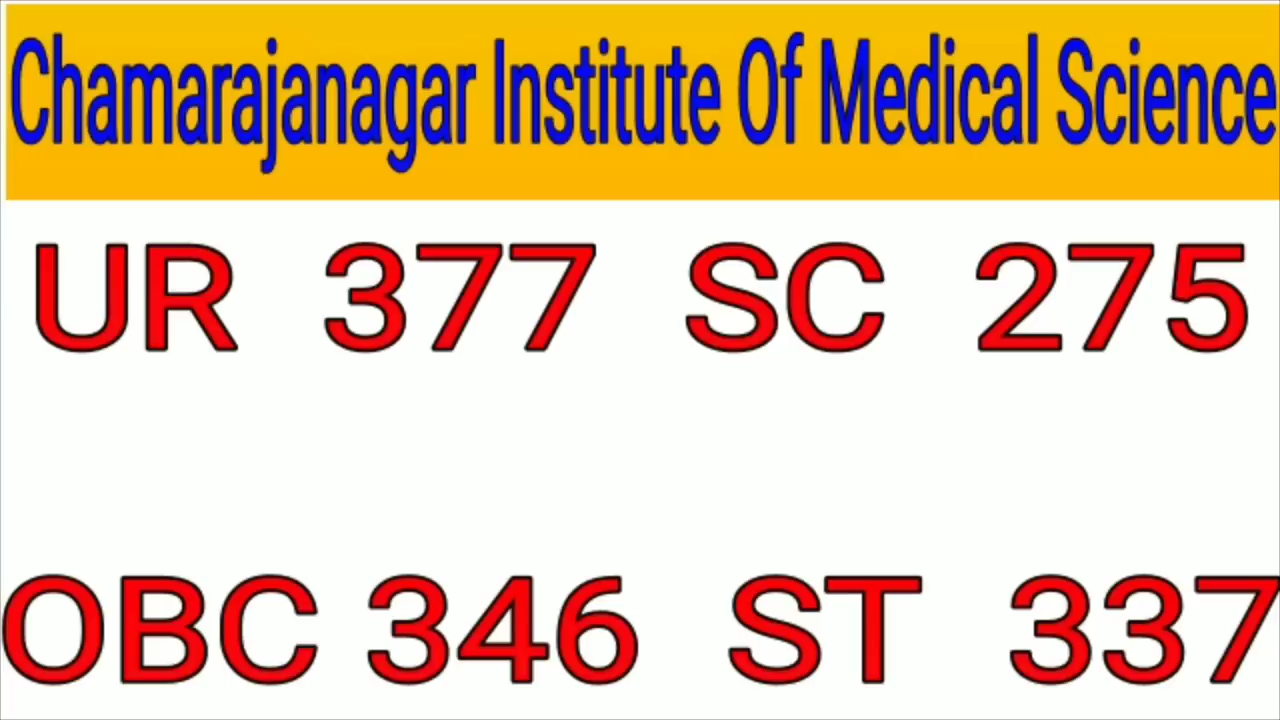 Chamarajanagar Institute Of Medical Science
UR 377 SC 275
OBC 346 ST 337